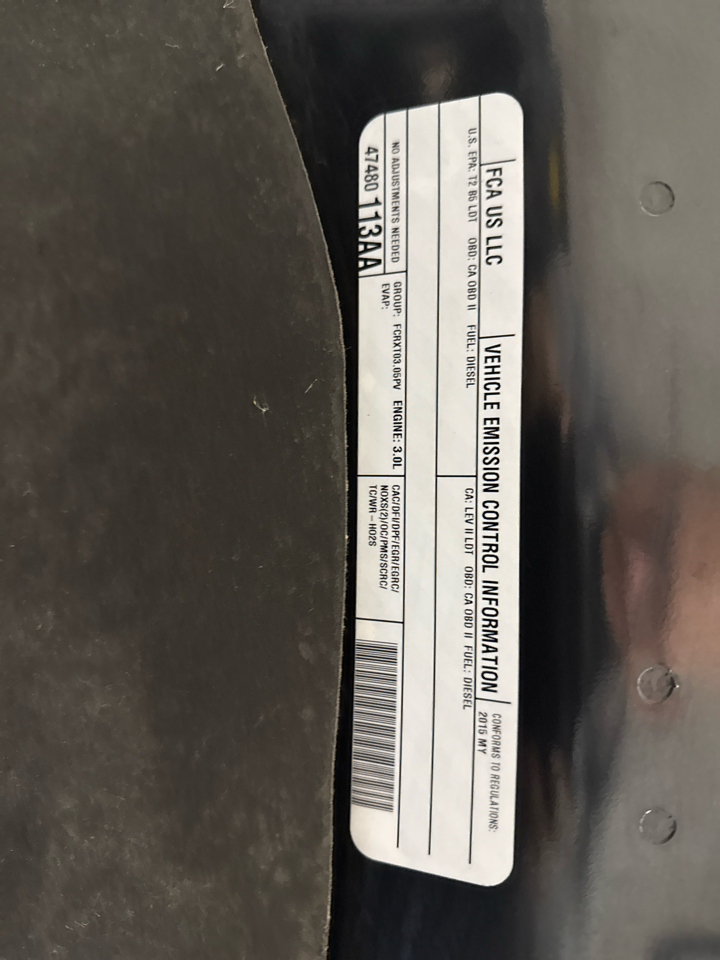 FCA US LLC
VEHICLE EMISSION CONTROL INFORMATION
CONFORMS TO REGULATIONS:
2015 MY
U.S. EPA: T2 B5 LDT OBD: CA OBD II FUEL: DIESEL
CA: LEV II LDT OBD: CA OBD II FUEL: DIESEL
NO ADJUSTMENTS NEEDED
47480 113AA
GROUP: FCRXT03.05PV ENGINE: 3.0L
EVAP:
CAC/DFI/DPF/EGR/EGRC/
NOXS(2)/OC/PMS/SCRC/
TC/WR-HO2S